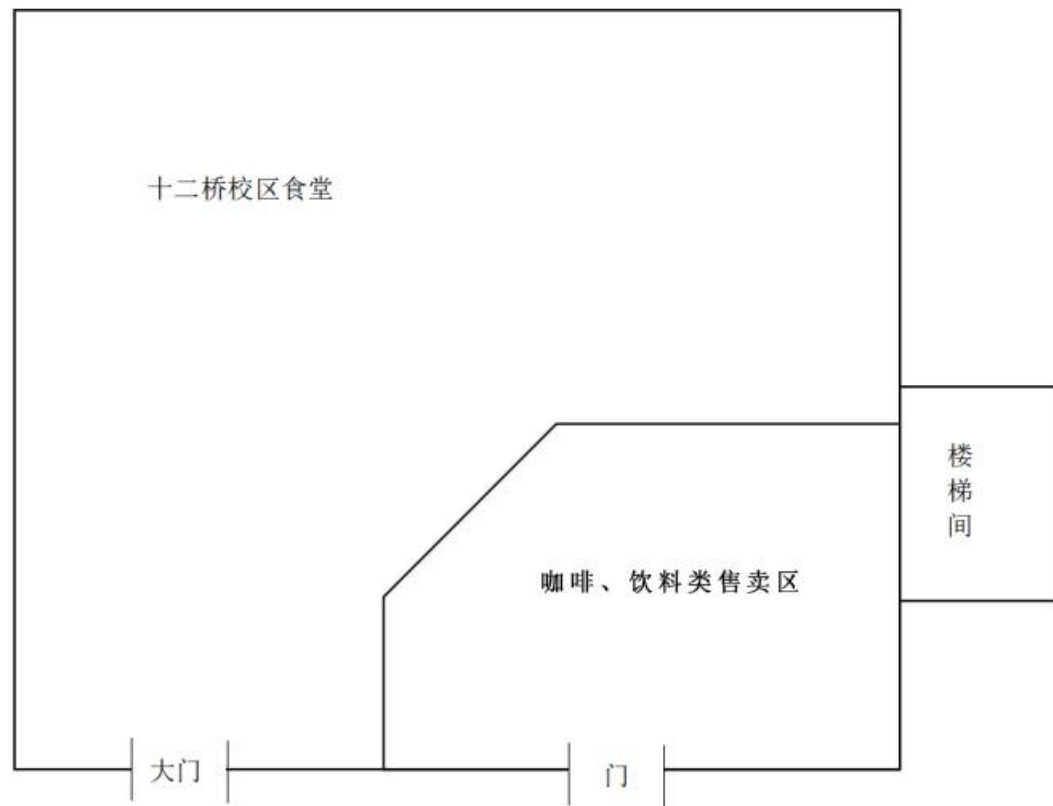 十二桥校区食堂
楼梯间
咖啡、饮料类售卖区
大门
门